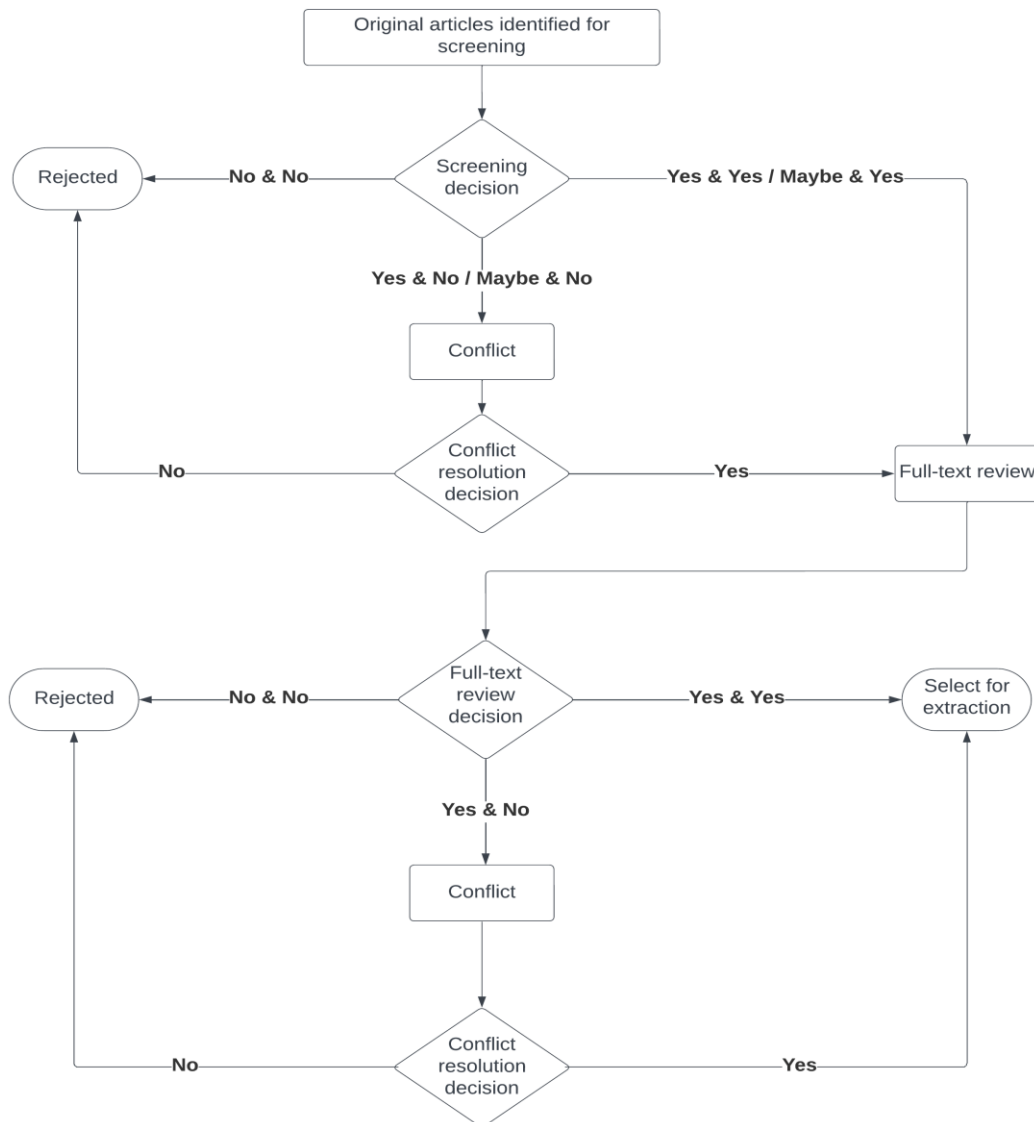 Original articles identified for
screening
Screening
decision
Rejected
No & No
Yes & Yes / Maybe & Yes
Yes & No / Maybe & No
Conflict
Conflict
resolution
decision
No
Yes
Full-text review
Full-text
review
decision
Rejected
No & No
Yes & Yes
Select for
extraction
Yes & No
Conflict
Conflict
resolution
decision
No
Yes